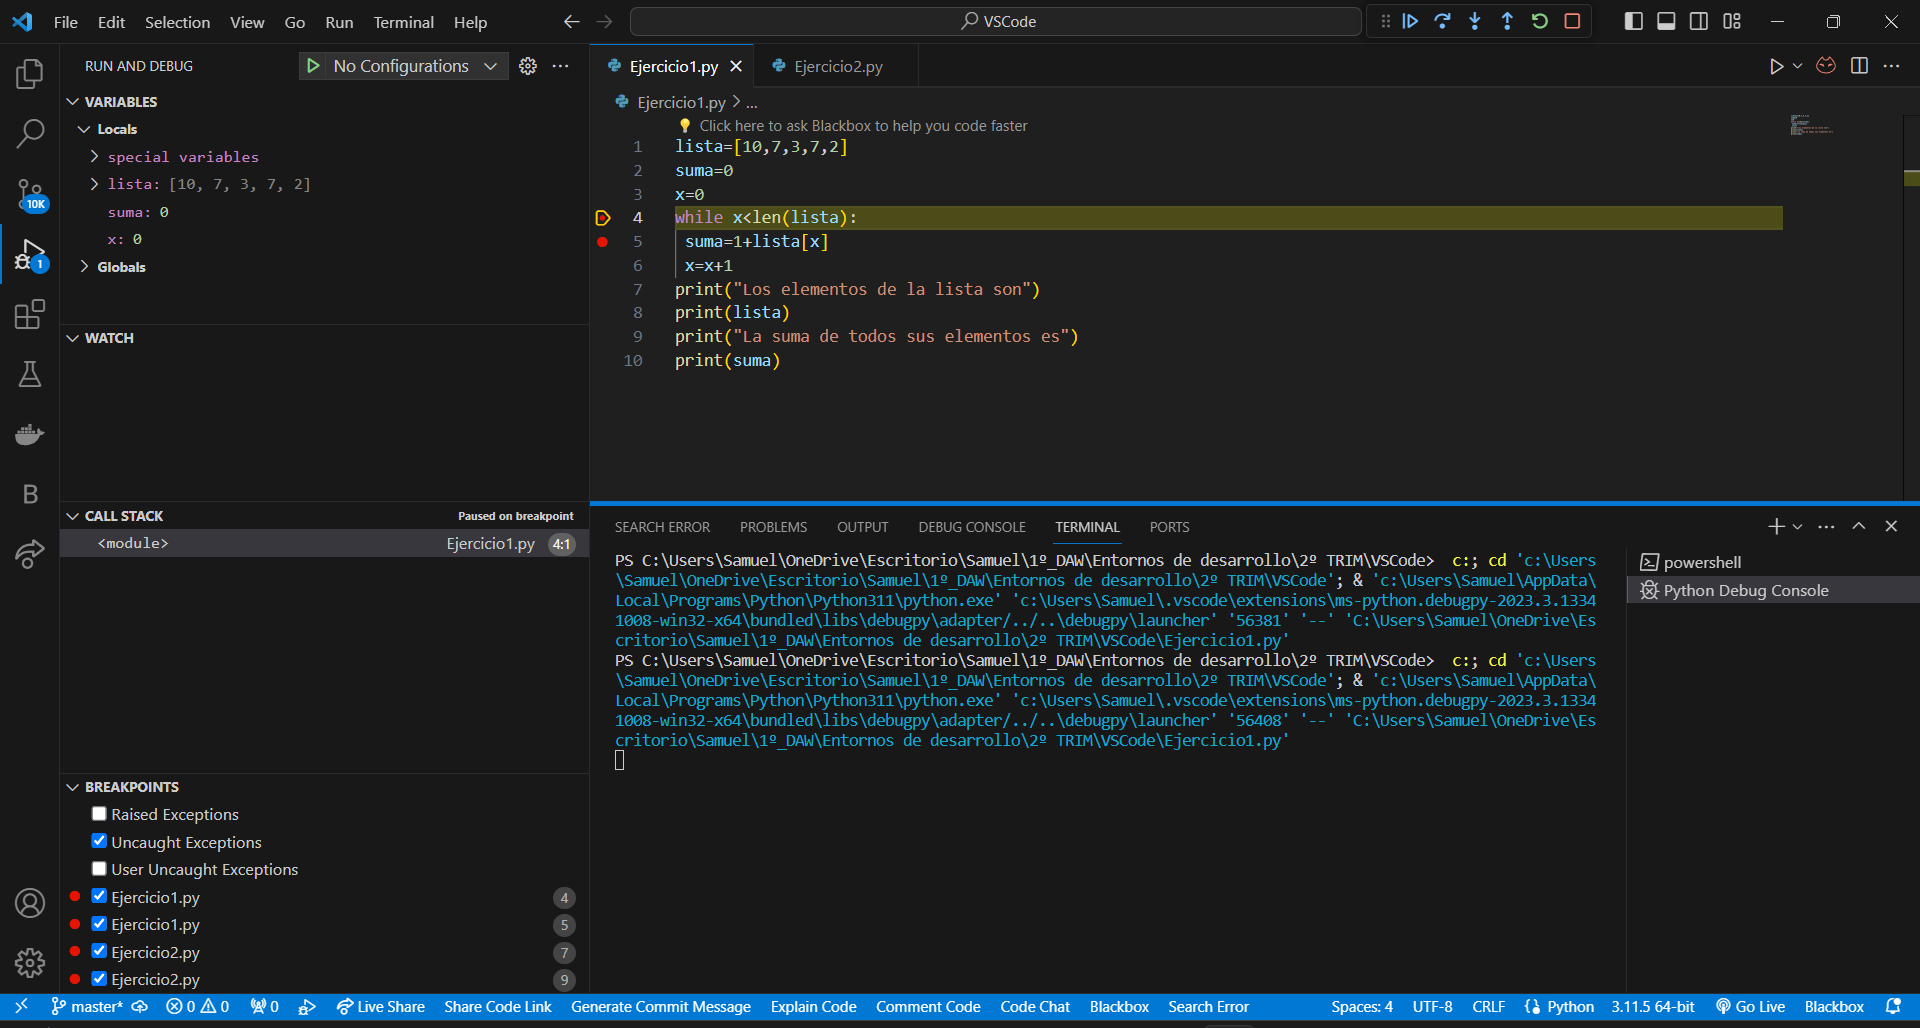 File Edit Selection View Go Run Terminal Help
VSCode
RUN AND DEBUG
No Configurations
VARIABLES
Locals
special variables
lista: [10, 7, 3, 7, 2]
suma: 0
x: 0
Globals
WATCH
CALL STACK
Paused on breakpoint
<module>
Ejercicio1.py 4:1
BREAKPOINTS
Raised Exceptions
Uncaught Exceptions
User Uncaught Exceptions
Ejercicio1.py 4
Ejercicio1.py 5
Ejercicio2.py 7
Ejercicio2.py 9
10K
1
B
Ejercicio1.py Ejercicio2.py
Ejercicio1.py > ...
Click here to ask Blackbox to help you code faster
1 lista=[10,7,3,7,2]
2 suma=0
3 x=0
4 while x<len(lista):
5 suma=1+lista[x]
6 x=x+1
7 print("Los elementos de la lista son")
8 print(lista)
9 print("La suma de todos sus elementos es")
10 print(suma)
SEARCH ERROR PROBLEMS OUTPUT DEBUG CONSOLE TERMINAL PORTS
PS C:\Users\Samuel\OneDrive\Escritorio\Samuel\1º_DAW\Entornos de desarrollo\2º TRIM\VSCode> c:; cd 'c:\Users
\Samuel\OneDrive\Escritorio\Samuel\1º_DAW\Entornos de desarrollo\2º TRIM\VSCode'; & 'c:\Users\Samuel\AppData\
Local\Programs\Python\Python311\python.exe' 'c:\Users\Samuel\.vscode\extensions\ms-python.debugpy-2023.3.1334
1008-win32-x64\bundled\libs\debugpy\adapter/../..\debugpy\launcher' '56381' '--' 'C:\Users\Samuel\OneDrive\Es
critorio\Samuel\1º_DAW\Entornos de desarrollo\2º TRIM\VSCode\Ejercicio1.py'
PS C:\Users\Samuel\OneDrive\Escritorio\Samuel\1º_DAW\Entornos de desarrollo\2º TRIM\VSCode> c:; cd 'c:\Users
\Samuel\OneDrive\Escritorio\Samuel\1º_DAW\Entornos de desarrollo\2º TRIM\VSCode'; & 'c:\Users\Samuel\AppData\
Local\Programs\Python\Python311\python.exe' 'c:\Users\Samuel\.vscode\extensions\ms-python.debugpy-2023.3.1334
1008-win32-x64\bundled\libs\debugpy\adapter/../..\debugpy\launcher' '56408' '--' 'C:\Users\Samuel\OneDrive\Es
critorio\Samuel\1º_DAW\Entornos de desarrollo\2º TRIM\VSCode\Ejercicio1.py'
powershell
Python Debug Console
master* 0 0 0 Live Share Share Code Link Generate Commit Message Explain Code Comment Code Code Chat Blackbox Search Error Spaces: 4 UTF-8 CRLF Python 3.11.5 64-bit Go Live Blackbox